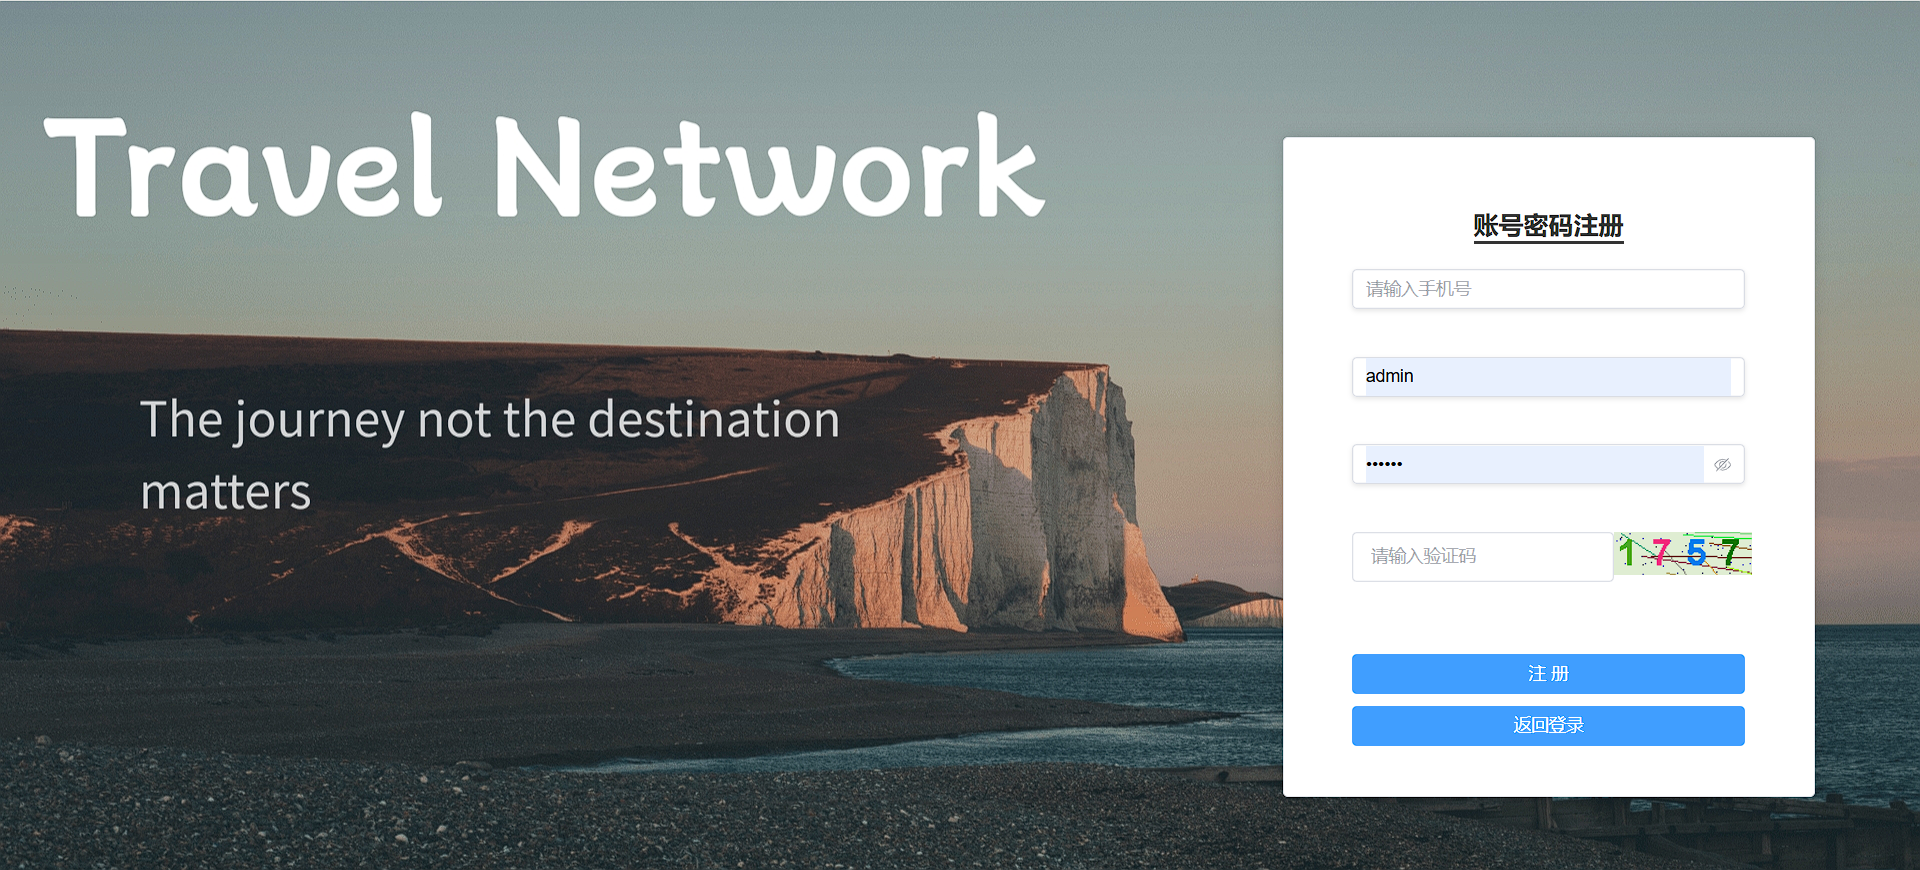 Travel Network
The journey not the destination
matters
账号密码注册
请输入手机号
admin
••••••
请输入验证码
1 7 5 7
注 册
返回登录